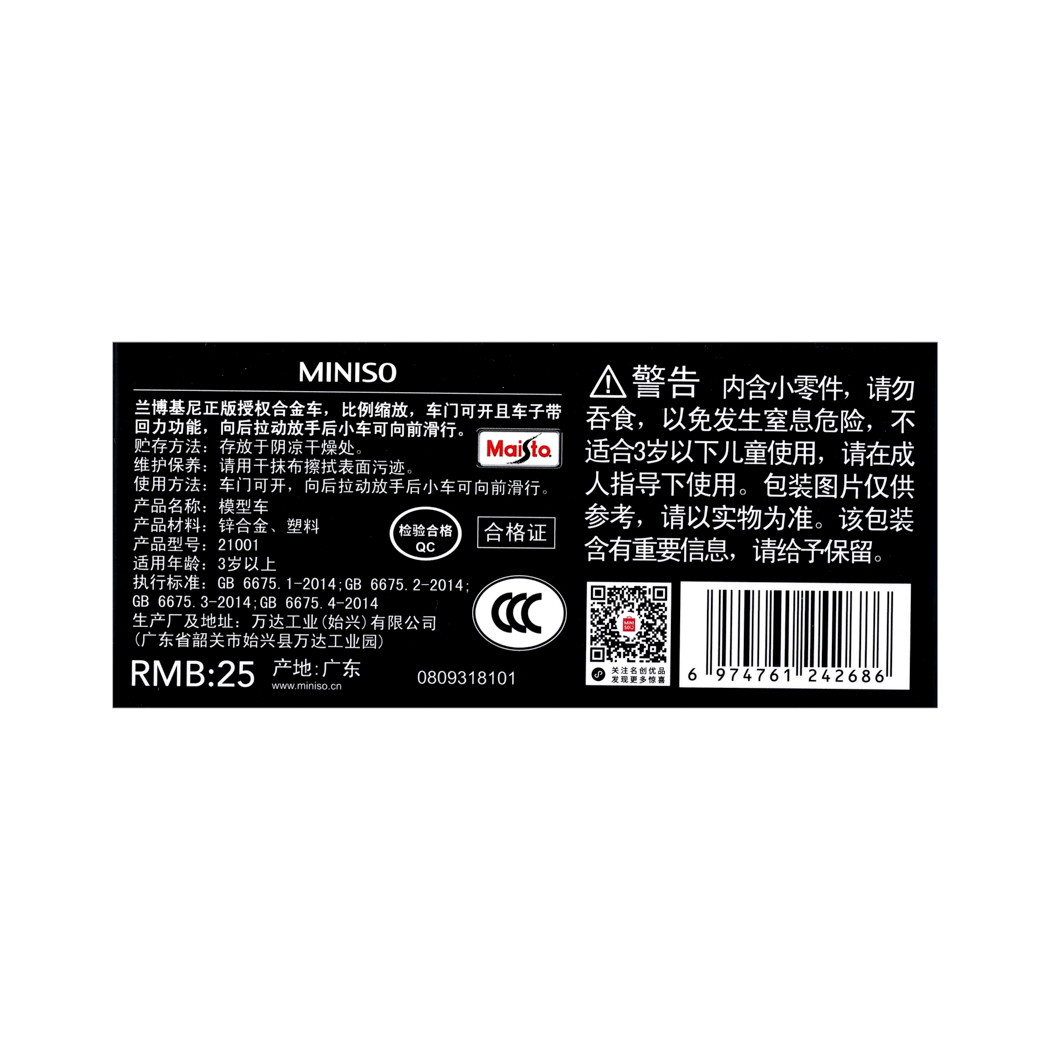 MINISO
兰博基尼正版授权合金车，比例缩放，车门可开且车子带
回力功能，向后拉动放手后小车可向前滑行。
贮存方法：存放于阴凉干燥处。
维护保养：请用干抹布擦拭表面污迹。
使用方法：车门可开，向后拉动放手后小车可向前滑行。
产品名称：模型车
产品材料：锌合金、塑料
产品型号：21001
适用年龄：3岁以上
执行标准：GB 6675.1-2014;GB 6675.2-2014;
GB 6675.3-2014;GB 6675.4-2014
生产厂及地址：万达工业(始兴)有限公司
(广东省韶关市始兴县万达工业园)
RMB:25
产地:广东
www.miniso.cn
0809318101
Maisto
检验合格
QC
合格证
CCC
警告 内含小零件，请勿
吞食，以免发生窒息危险，不
适合3岁以下儿童使用，请在成
人指导下使用。包装图片仅供
参考，请以实物为准。该包装
含有重要信息，请给予保留。
MINI
SO
关注名创优品
发现更多惊喜
6 974761 242686